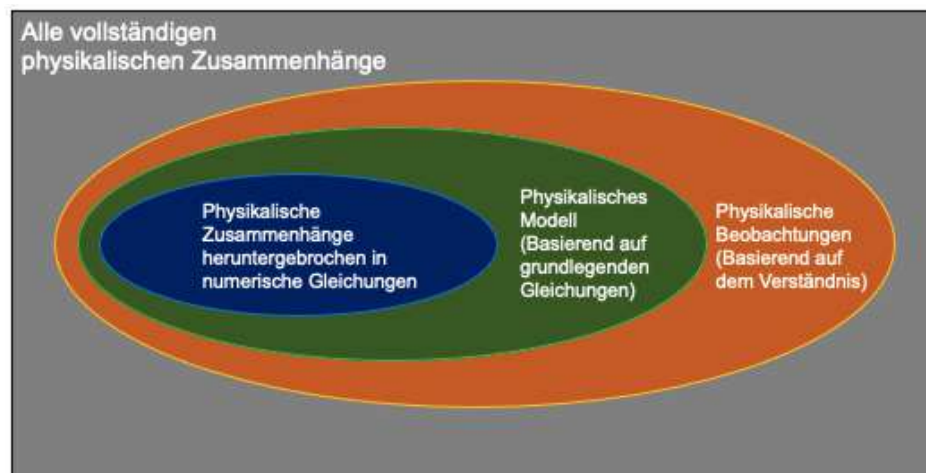 Alle vollständigen
physikalischen Zusammenhänge
Physikalische
Zusammenhänge
heruntergebrochen in
numerische Gleichungen
Physikalisches
Modell
(Basierend auf
grundlegenden
Gleichungen)
Physikalische
Beobachtungen
(Basierend auf
dem Verständnis)